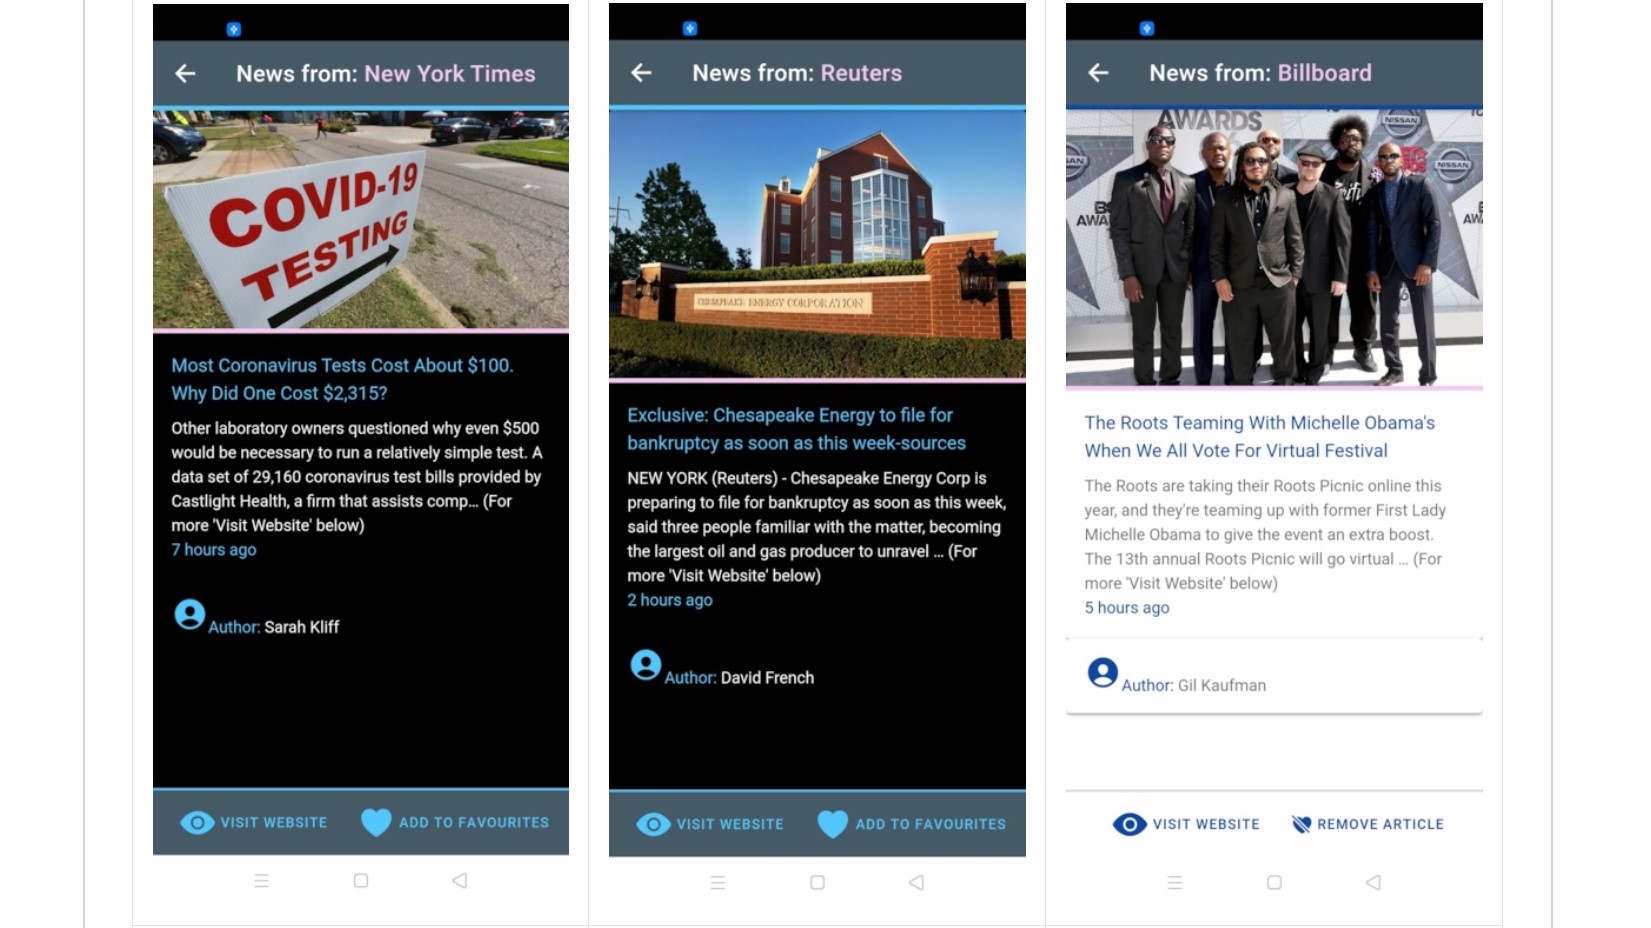 News from: New York Times
COVID-19
TESTING
Most Coronavirus Tests Cost About $100.
Why Did One Cost $2,315?
Other laboratory owners questioned why even $500
would be necessary to run a relatively simple test. A
data set of 29,160 coronavirus test bills provided by
Castlight Health, a firm that assists comp... (For
more 'Visit Website' below)
7 hours ago
Author: Sarah Kliff
VISIT WEBSITE
ADD TO FAVOURITES
News from: Reuters
CHESAPEAKE ENERGY CORPORATION
Exclusive: Chesapeake Energy to file for
bankruptcy as soon as this week-sources
NEW YORK (Reuters) - Chesapeake Energy Corp is
preparing to file for bankruptcy as soon as this week,
said three people familiar with the matter, becoming
the largest oil and gas producer to unravel ... (For
more 'Visit Website' below)
2 hours ago
Author: David French
VISIT WEBSITE
ADD TO FAVOURITES
News from: Billboard
AWARDS
NISSAN
NISSAN
The Roots Teaming With Michelle Obama's
When We All Vote For Virtual Festival
The Roots are taking their Roots Picnic online this
year, and they're teaming up with former First Lady
Michelle Obama to give the event an extra boost.
The 13th annual Roots Picnic will go virtual ... (For
more 'Visit Website' below)
5 hours ago
Author: Gil Kaufman
VISIT WEBSITE
REMOVE ARTICLE